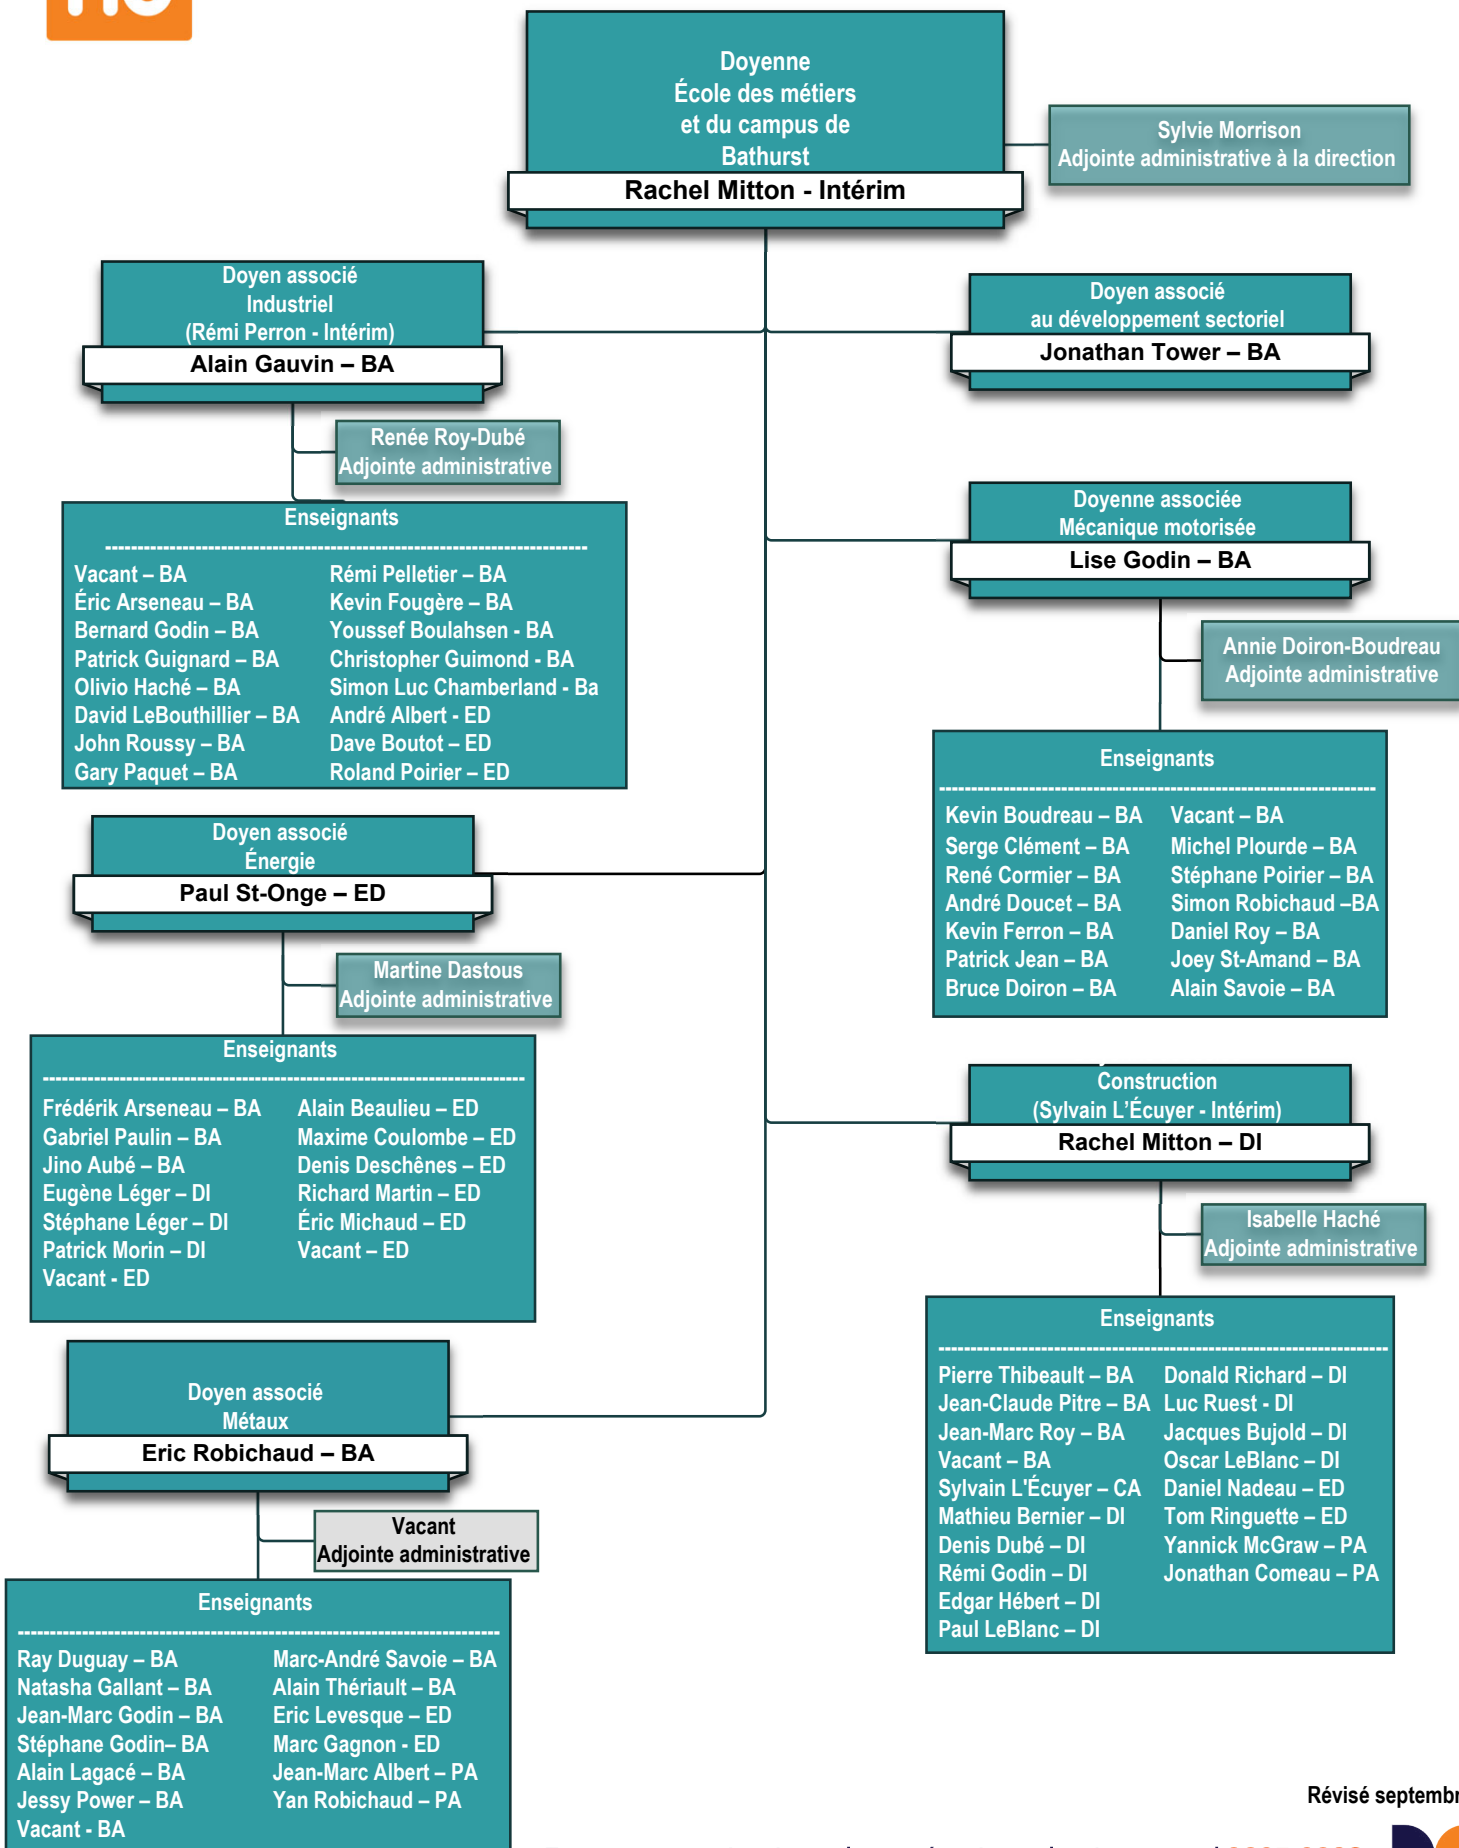 Doyenne
École des métiers
et du campus de
Bathurst
Rachel Mitton - Intérim
Sylvie Morrison
Adjointe administrative à la direction
Doyen associé
Industriel
(Rémi Perron - Intérim)
Alain Gauvin – BA
Renée Roy-Dubé
Adjointe administrative
Enseignants
Vacant – BA
Éric Arseneau – BA
Bernard Godin – BA
Patrick Guignard – BA
Olivio Haché – BA
David LeBouthillier – BA
John Roussy – BA
Gary Paquet – BA
Rémi Pelletier – BA
Kevin Fougère – BA
Youssef Boulahsen - BA
Christopher Guimond - BA
Simon Luc Chamberland - Ba
André Albert - ED
Dave Boutot – ED
Roland Poirier – ED
Doyen associé
au développement sectoriel
Jonathan Tower – BA
Doyenne associée
Mécanique motorisée
Lise Godin – BA
Annie Doiron-Boudreau
Adjointe administrative
Enseignants
Kevin Boudreau – BA
Serge Clément – BA
René Cormier – BA
André Doucet – BA
Kevin Ferron – BA
Patrick Jean – BA
Bruce Doiron – BA
Vacant – BA
Michel Plourde – BA
Stéphane Poirier – BA
Simon Robichaud –BA
Daniel Roy – BA
Joey St-Amand – BA
Alain Savoie – BA
Doyen associé
Énergie
Paul St-Onge – ED
Martine Dastous
Adjointe administrative
Enseignants
Frédérik Arseneau – BA
Gabriel Paulin – BA
Jino Aubé – BA
Eugène Léger – DI
Stéphane Léger – DI
Patrick Morin – DI
Vacant - ED
Alain Beaulieu – ED
Maxime Coulombe – ED
Denis Deschênes – ED
Richard Martin – ED
Éric Michaud – ED
Vacant – ED
Construction
(Sylvain L'Écuyer - Intérim)
Rachel Mitton – DI
Isabelle Haché
Adjointe administrative
Enseignants
Pierre Thibeault – BA
Jean-Claude Pitre – BA
Jean-Marc Roy – BA
Vacant – BA
Sylvain L'Écuyer – CA
Mathieu Bernier – DI
Denis Dubé – DI
Rémi Godin – DI
Edgar Hébert – DI
Paul LeBlanc – DI
Donald Richard – DI
Luc Ruest - DI
Jacques Bujold – DI
Oscar LeBlanc – DI
Daniel Nadeau – ED
Tom Ringuette – ED
Yannick McGraw – PA
Jonathan Comeau – PA
Doyen associé
Métaux
Eric Robichaud – BA
Vacant
Adjointe administrative
Enseignants
Ray Duguay – BA
Natasha Gallant – BA
Jean-Marc Godin – BA
Stéphane Godin– BA
Alain Lagacé – BA
Jessy Power – BA
Vacant - BA
Marc-André Savoie – BA
Alain Thériault – BA
Eric Levesque – ED
Marc Gagnon - ED
Jean-Marc Albert – PA
Yan Robichaud – PA
Révisé septembr